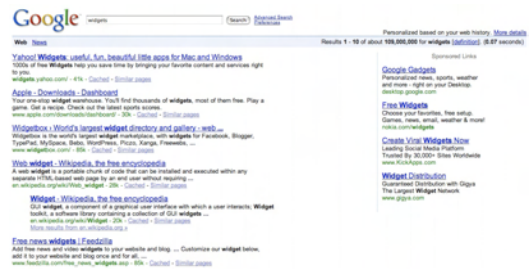 Google
widgets
Search
Advanced Search
Preferences
Personalized based on your web history. More details
Web News
Results 1 - 10 of about 109,000,000 for widgets [definition]. (0.07 seconds)
Yahoo! Widgets: useful, fun, beautiful little apps for Mac and Windows
1000s of free Widgets help you save time by bringing your favorite content and services right
to you.
widgets.yahoo.com/ - 41k - Cached - Similar pages
Apple - Downloads - Dashboard
Your one-stop widget warehouse. You'll find thousands of widgets, most of them free. Play a
game. Get a recipe. Check out the latest sports scores.
www.apple.com/downloads/dashboard/ - 30k - Cached - Similar pages
Widgetbox › World's largest widget directory and gallery - web ...
Widgetbox is the world's largest widget marketplace, with widgets for Facebook, Blogger,
TypePad, MySpace, Bebo, WordPress, Piczo, Xanga, Freewebs, ...
www.widgetbox.com/ - 65k - Cached - Similar pages
Web widget - Wikipedia, the free encyclopedia
A web widget is a portable chunk of code that can be installed and executed within any
separate HTML-based web page by an end user without requiring ...
en.wikipedia.org/wiki/Web_widget - 28k - Cached - Similar pages
Widget - Wikipedia, the free encyclopedia
GUI widget, a component of a graphical user interface with which a user interacts; Widget
toolkit, a software library containing a collection of GUI widgets ...
en.wikipedia.org/wiki/Widget - 20k - Cached - Similar pages
More results from en.wikipedia.org »
Free news widgets | Feedzilla
Add free news and video widgets to your website and blog. ... Customize our widget below,
add it to your website and blog once and for all. ...
www.feedzilla.com/free_news_widgets.asp - 80k - Cached - Similar pages
Sponsored Links
Google Gadgets
Personalized news, sports, weather
and more - right on your Desktop.
desktop.google.com
Free Widgets
Choose your favorites, free setup.
Games, news, email, weather & more!
nokia.com/widgets
Create Viral Widgets Now
Leading Social Media Platform
Trusted By 30,000+ Sites Worldwide
www.KickApps.com
Widget Distribution
Guaranteed Distribution with Gigya
The Largest Widget Network
www.gigya.com